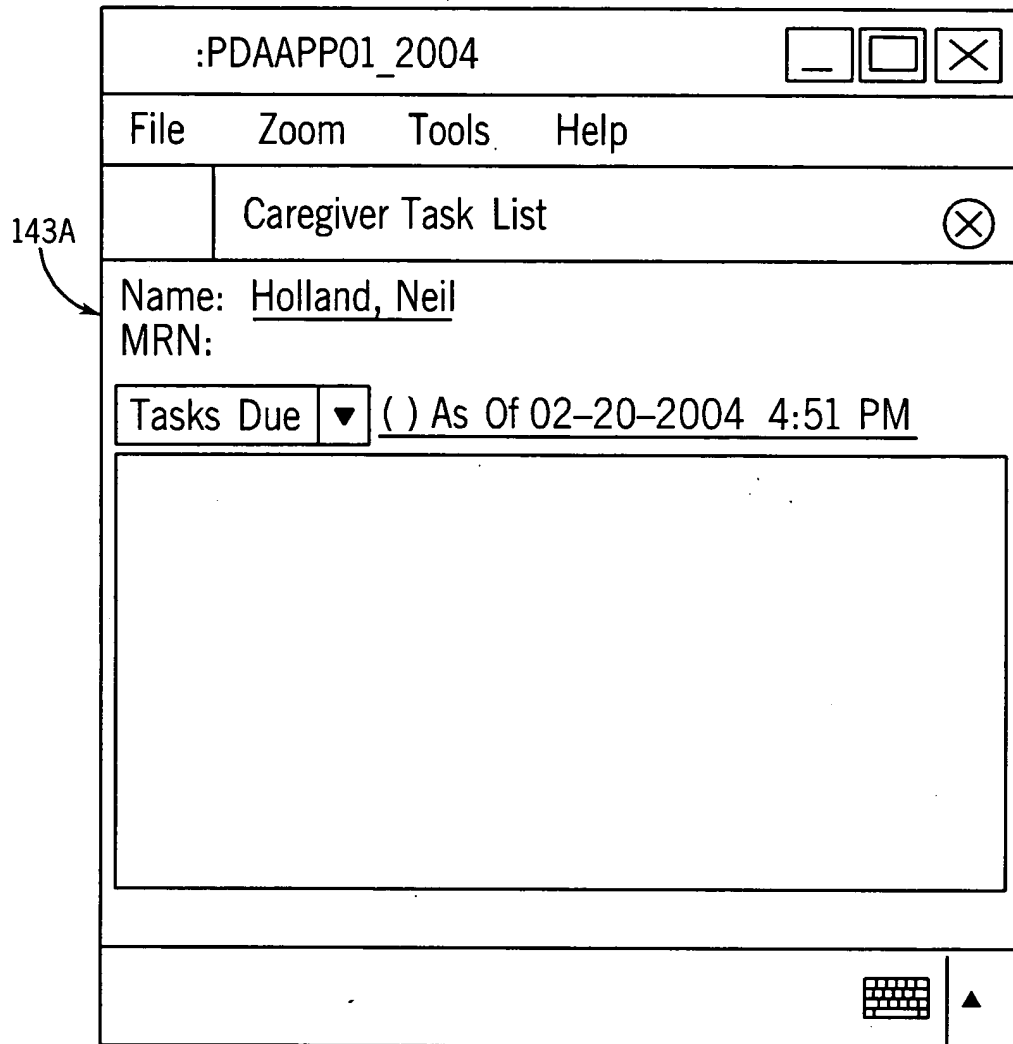 :PDAAPP01_2004
File Zoom Tools Help
Caregiver Task List
143A
Name: Holland, Neil
MRN:
Tasks Due ▼ ( ) As Of 02–20–2004 4:51 PM